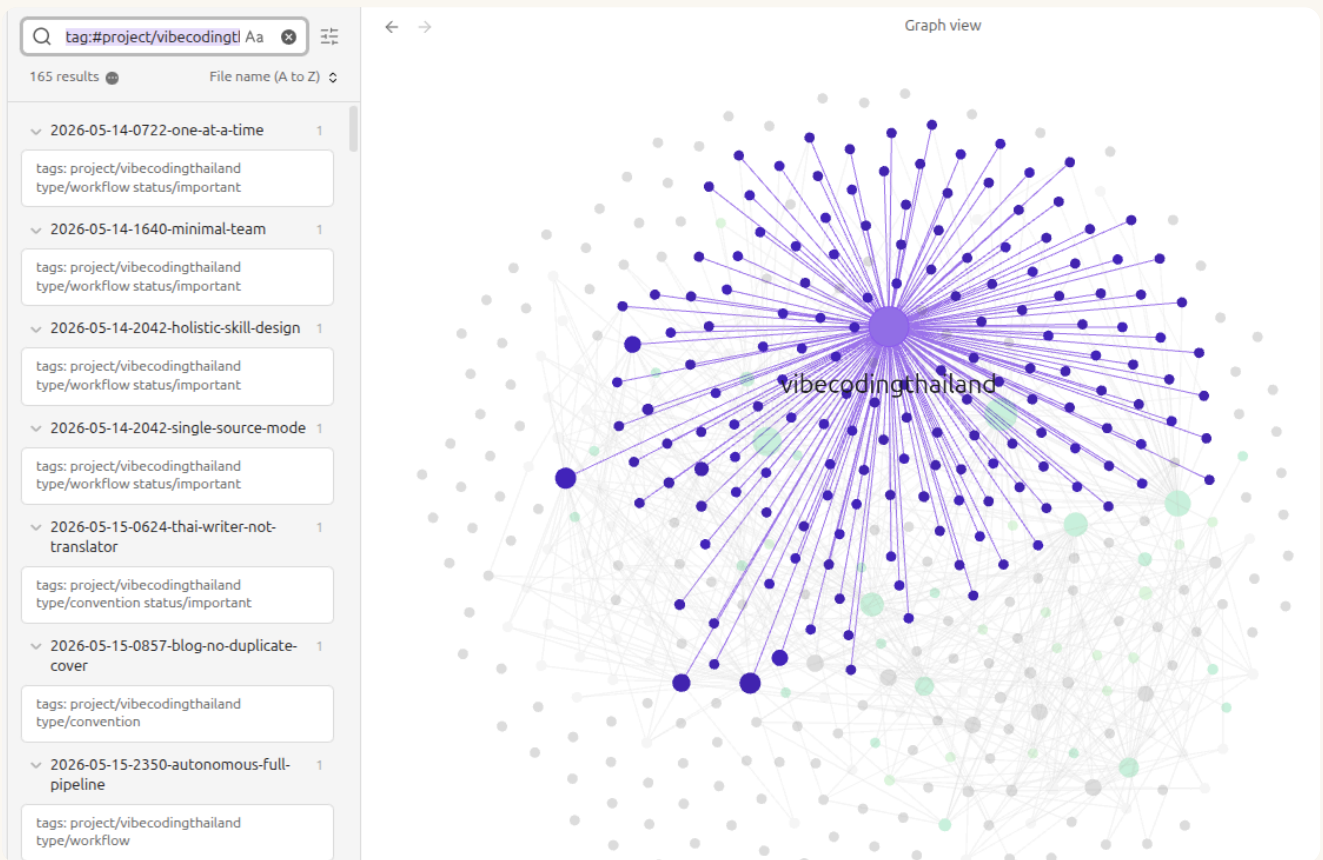 tag:#project/vibecodingtl Aa
165 results
File name (A to Z)
Graph view
2026-05-14-0722-one-at-a-time 1
tags: project/vibecodingthailand
type/workflow status/important
2026-05-14-1640-minimal-team 1
tags: project/vibecodingthailand
type/workflow status/important
2026-05-14-2042-holistic-skill-design 1
tags: project/vibecodingthailand
type/workflow status/important
2026-05-14-2042-single-source-mode 1
tags: project/vibecodingthailand
type/workflow status/important
2026-05-15-0624-thai-writer-not-
translator 1
tags: project/vibecodingthailand
type/convention status/important
2026-05-15-0857-blog-no-duplicate-
cover 1
tags: project/vibecodingthailand
type/convention
2026-05-15-2350-autonomous-full-
pipeline 1
tags: project/vibecodingthailand
type/workflow
vibecodingthailand